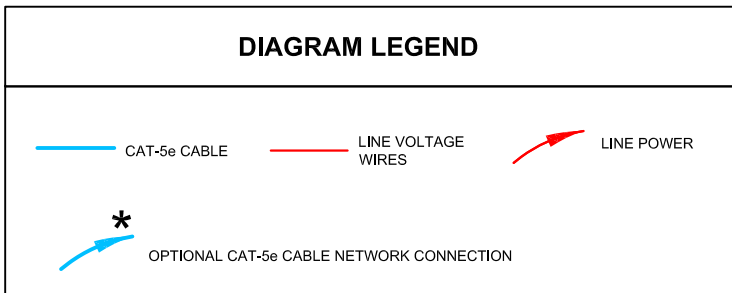 DIAGRAM LEGEND
CAT-5e CABLE
LINE VOLTAGE
WIRES
LINE POWER
*
OPTIONAL CAT-5e CABLE NETWORK CONNECTION